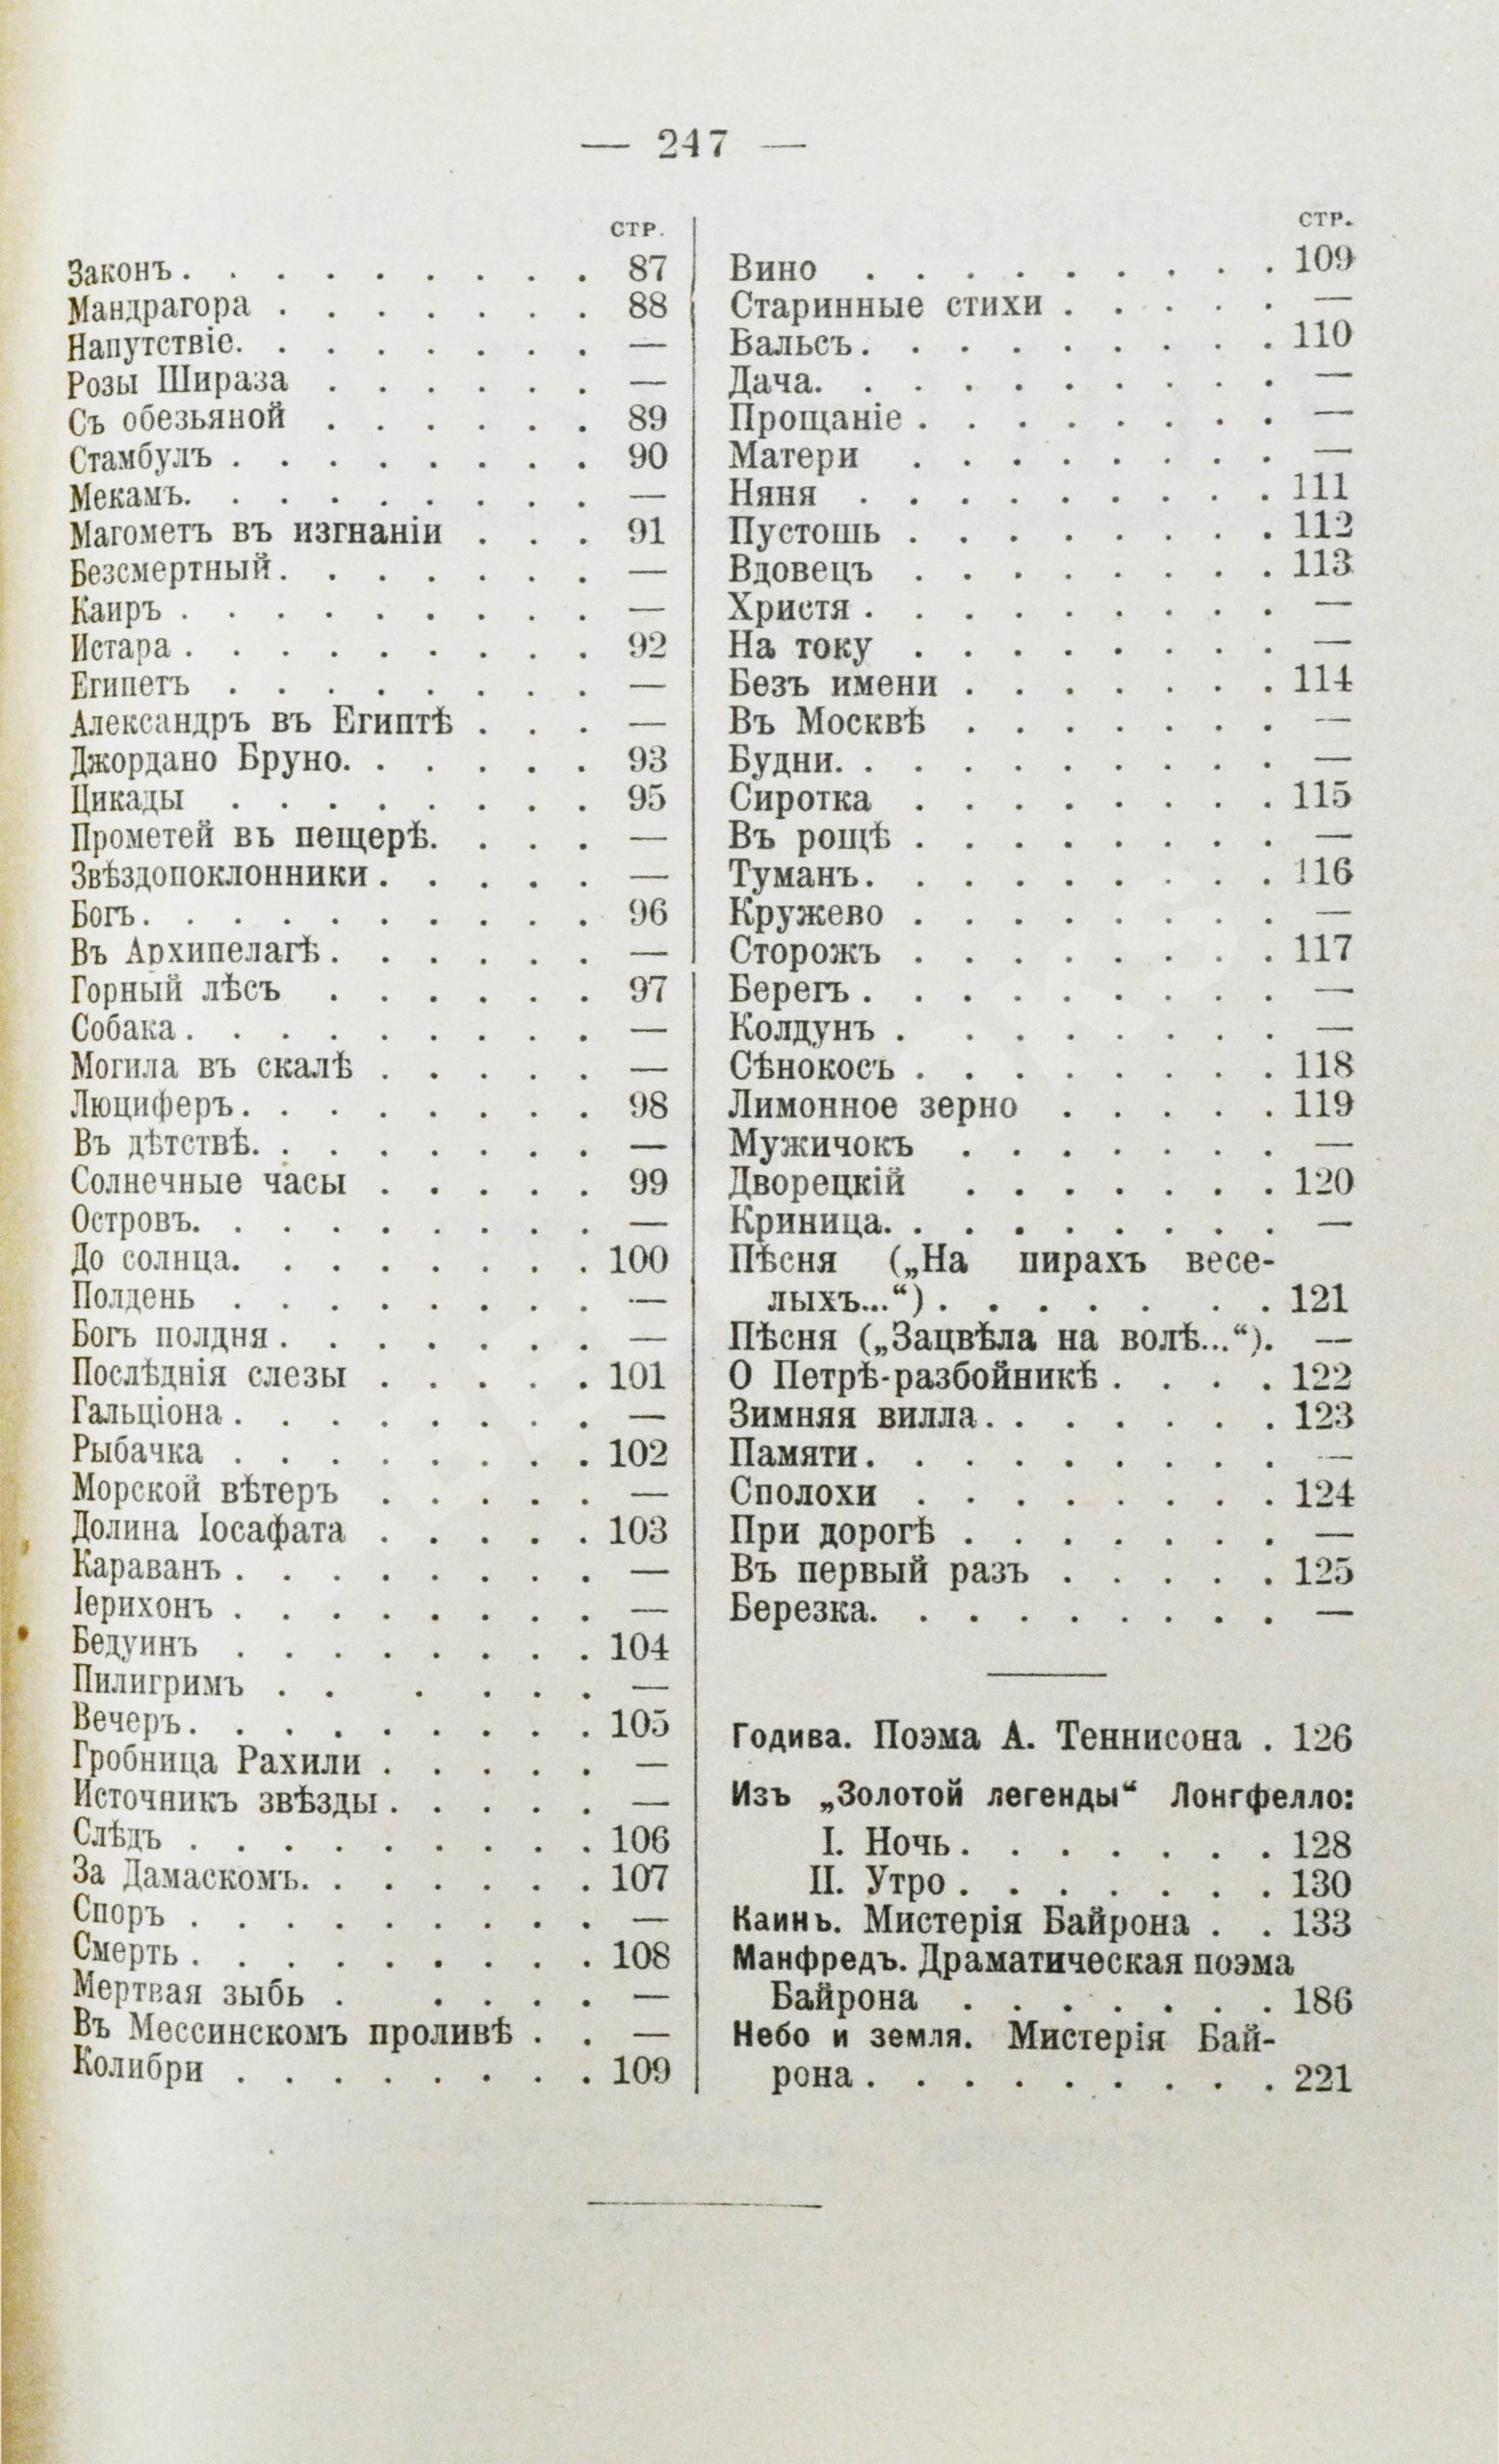 — 247 —
СТР.
Законъ. . . . . . . . . 87
Мандрагора . . . . . . . 88
Напутствіе. . . . . . . . —
Розы Шираза . . . . . . —
Съ обезьяной . . . . . . 89
Стамбулъ . . . . . . . . 90
Мекамъ. . . . . . . . . —
Магометъ въ изгнаніи . . . 91
Безсмертный. . . . . . . —
Каиръ . . . . . . . . . —
Истара . . . . . . . . . 92
Египетъ . . . . . . . . —
Александръ въ Египтѣ . . . —
Джордано Бруно. . . . . . 93
Цикады . . . . . . . . 95
Прометей вь пещерѣ. . . . —
Звѣздопоклонники . . . . . —
Богъ. . . . . . . . . . 96
Въ Архипелагѣ . . . . . . —
Горный лѣсъ . . . . . . 97
Собака . . . . . . . . . —
Могила въ скалѣ . . . . . —
Люциферъ. . . . . . . . 98
Въ дѣтствѣ. . . . . . . . —
Солнечные часы . . . . . 99
Островъ. . . . . . . . . —
До солнца. . . . . . . . 100
Полдень . . . . . . . . —
Богъ полдня . . . . . . . —
Послѣднія слезы . . . . . 101
Гальціона . . . . . . . . —
Рыбачка . . . . . . . . 102
Морской вѣтеръ . . . . . —
Долина Іосафата . . . . . 103
Караванъ . . . . . . . . —
Іерихонъ . . . . . . . . —
Бедуинъ . . . . . . . . 104
Пилигримъ . . . . . . —
Вечеръ. . . . . . . . . 105
Гробница Рахили . . . . . —
Источникъ звѣзды . . . . . —
Слѣдъ . . . . . . . . . 106
За Дамаскомъ. . . . . . . 107
Споръ . . . . . . . . . —
Смерть . . . . . . . . . 108
Мертвая зыбь . . . . . —
Въ Мессинскомъ проливѣ . . —
Колибри . . . . . . . . 109
СТР.
Вино . . . . . . . . . 109
Старинные стихи . . . . . —
Вальсъ. . . . . . . . . 110
Дача. . . . . . . . . . —
Прощаніе . . . . . . . . —
Матери . . . . . . . . —
Няня . . . . . . . . . 111
Пустошь . . . . . . . . 112
Вдовецъ . . . . . . . . 113
Христя . . . . . . . . . —
На току . . . . . . . . —
Безъ имени . . . . . . . 114
Въ Москвѣ . . . . . . . —
Будни. . . . . . . . . . —
Сиротка . . . . . . . . 115
Въ рощѣ . . . . . . . . —
Туманъ. . . . . . . . . 116
Кружево . . . . . . . . —
Сторожъ . . . . . . . . 117
Берегъ . . . . . . . . . —
Колдунъ . . . . . . . . —
Сѣнокосъ . . . . . . . . 118
Лимонное зерно . . . . . 119
Мужичокъ . . . . . . . —
Дворецкій . . . . . . . 120
Криница. . . . . . . . . —
Пѣсня („На пирахъ весе-
лыхъ...“) . . . . . . . 121
Пѣсня („Зацвѣла на волѣ...“). —
О Петрѣ-разбойникѣ . . . . 122
Зимняя вилла. . . . . . . 123
Памяти. . . . . . . . . —
Сполохи . . . . . . . . 124
При дорогѣ . . . . . . . —
Въ первый разъ . . . . . 125
Березка. . . . . . . . . —
Годива. Поэма А. Теннисона . 126
Изъ „Золотой легенды“ Лонгфелло:
I. Ночь. . . . . . . 128
II. Утро . . . . . . . 130
Каинъ. Мистерія Байрона . . 133
Манфредъ. Драматическая поэма
Байрона . . . . . . . 186
Небо и земля. Мистерія Бай-
рона . . . . . . . . . 221